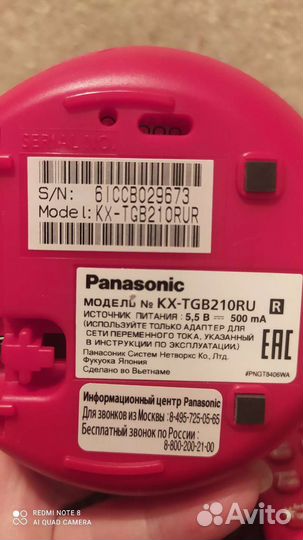 SERIAL NO.
S/N: 6ICCB029673
Model: KX-TGB210RUR
Panasonic
МОДЕЛЬ № KX-TGB210RU R
ИСТОЧНИК ПИТАНИЯ: 5,5 В ⎓ 500 mA
(ИСПОЛЬЗУЙТЕ ТОЛЬКО АДАПТЕР ДЛЯ
СЕТИ ПЕРЕМЕННОГО ТОКА, УКАЗАННЫЙ
В ИНСТРУКЦИИ ПО ЭКСПЛУАТАЦИИ.)
EAC
Панасоник Систем Нетворкс Ко., Лтд.
Фукуока Япония
Сделано во Вьетнаме
#PNGT8406WA
Информационный центр Panasonic
Для звонков из Москвы : 8-495-725-05-65
Бесплатный звонок по России :
8-800-200-21-00
REDMI NOTE 8
AI QUAD CAMERA
Avito